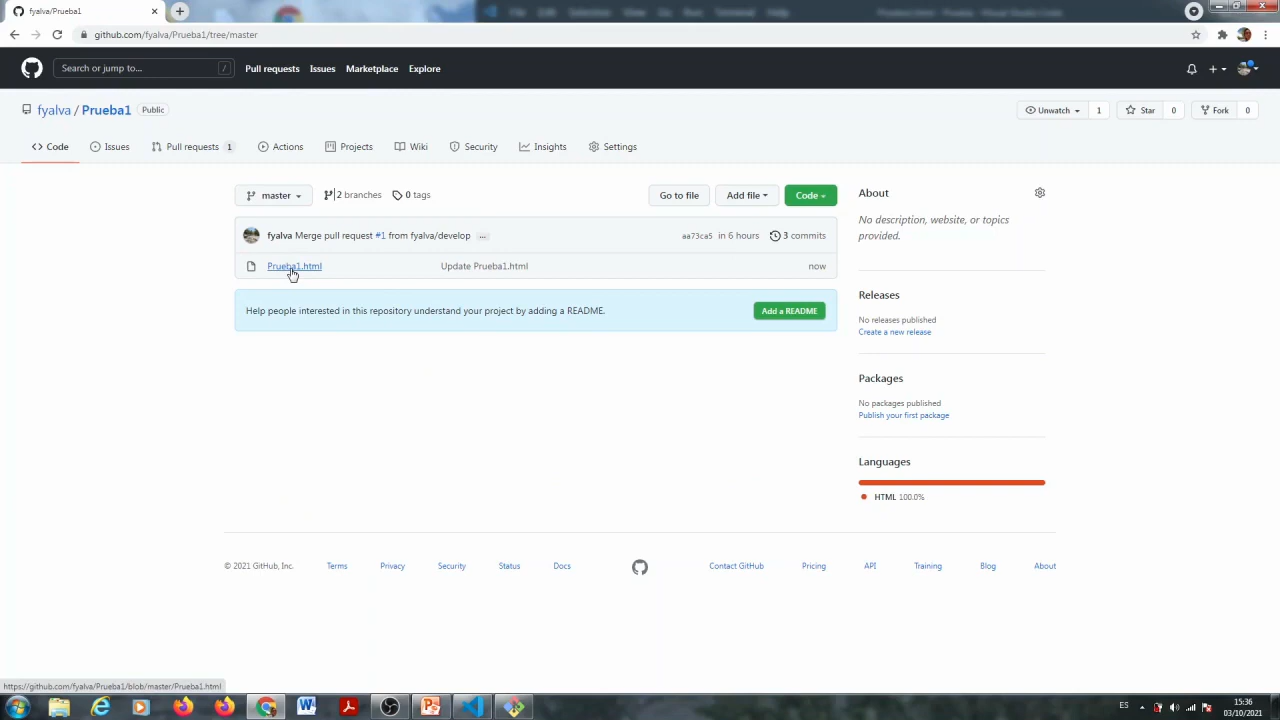 fyalva/Prueba1
github.com/fyalva/Prueba1/tree/master
Search or jump to... /
Pull requests Issues Marketplace Explore
fyalva / Prueba1 Public
Unwatch 1 Star 0 Fork 0
Code Issues Pull requests 1 Actions Projects Wiki Security Insights Settings
master 2 branches 0 tags Go to file Add file Code
fyalva Merge pull request #1 from fyalva/develop ... aa73ca5 in 6 hours 3 commits
Prueba1.html Update Prueba1.html now
Help people interested in this repository understand your project by adding a README. Add a README
About
No description, website, or topics
provided.
Releases
No releases published
Create a new release
Packages
No packages published
Publish your first package
Languages
HTML 100.0%
© 2021 GitHub, Inc. Terms Privacy Security Status Docs Contact GitHub Pricing API Training Blog About
https://github.com/fyalva/Prueba1/blob/master/Prueba1.html
ES 15:36
03/10/2021